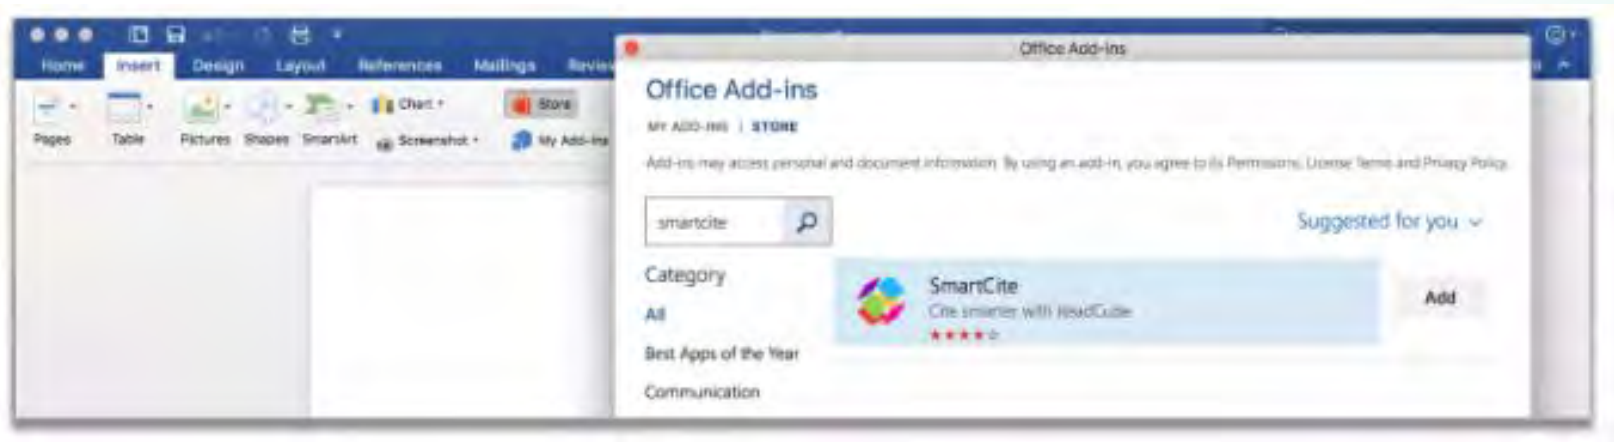 Office Add-ins
Home Insert Design Layout References Mailings Review
Office Add-ins
MY ADD-INS | STORE
Chart
Store
Pages Table Pictures Shapes SmartArt Screenshot My Add-ins
Add-ins may access personal and document information. By using an add-in, you agree to its Permissions, License Terms and Privacy Policy.
smartcite
Suggested for you
Category
SmartCite
Add
Cite smarter with ReadCube
All
Best Apps of the Year
Communication